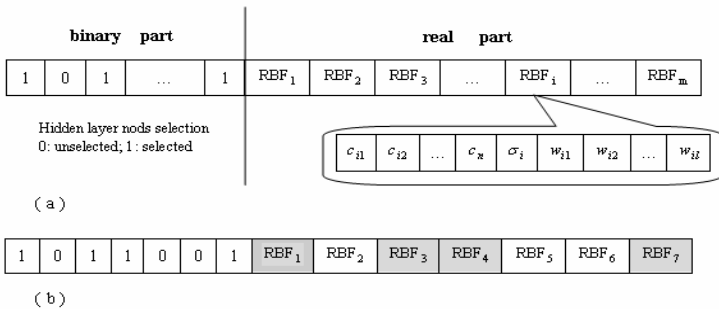 binary part real part
1 0 1 ... 1 RBF1 RBF2 RBF3 ... RBFi ... RBFm
Hidden layer nods selection
0: unselected; 1: selected
ci1 ci2 ... cn σi wi1 wi2 ... wil
( a )
1 0 1 1 0 0 1 RBF1 RBF2 RBF3 RBF4 RBF5 RBF6 RBF7
( b )